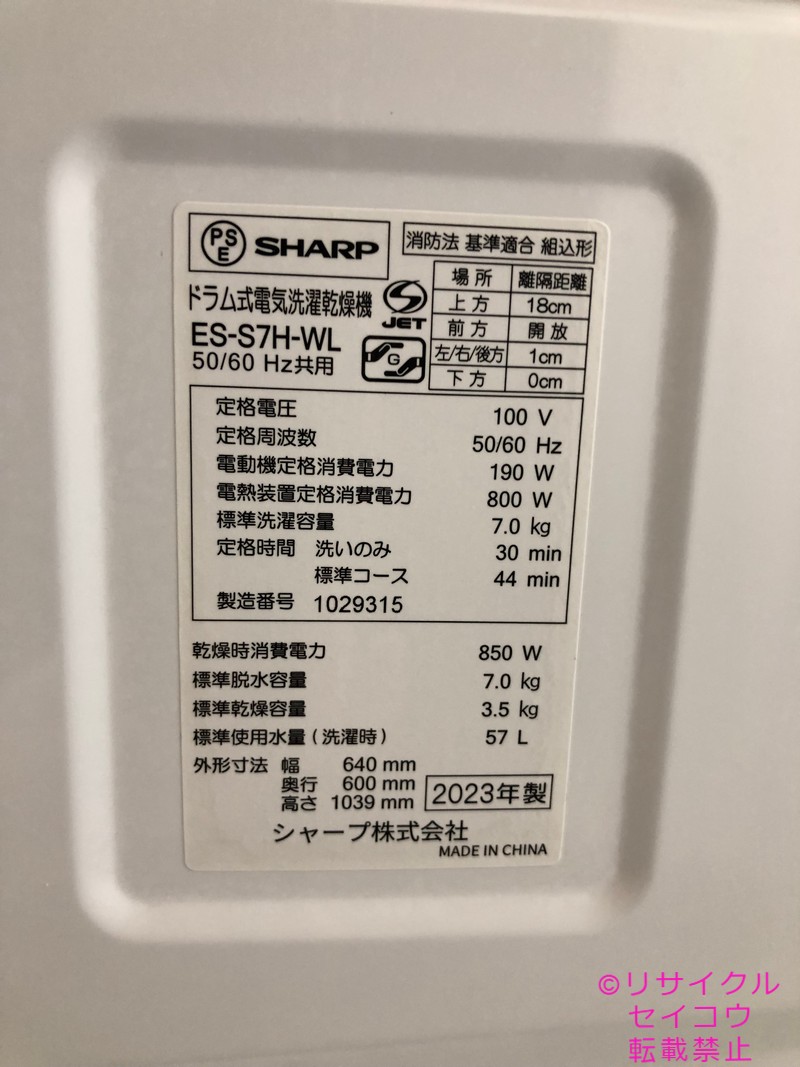 PSE SHARP
消防法 基準適合 組込形
ドラム式電気洗濯乾燥機
ES-S7H-WL
50/60 Hz共用
JET
G
場所 離隔距離
上方 18cm
前方 開放
左/右/後方 1cm
下方 0cm
定格電圧 100 V
定格周波数 50/60 Hz
電動機定格消費電力 190 W
電熱装置定格消費電力 800 W
標準洗濯容量 7.0 kg
定格時間 洗いのみ 30 min
標準コース 44 min
製造番号 1029315
乾燥時消費電力 850 W
標準脱水容量 7.0 kg
標準乾燥容量 3.5 kg
標準使用水量(洗濯時) 57 L
外形寸法 幅 640 mm
奥行 600 mm
高さ 1039 mm
2023年製
シャープ株式会社
MADE IN CHINA
©リサイクル
セイコウ
転載禁止